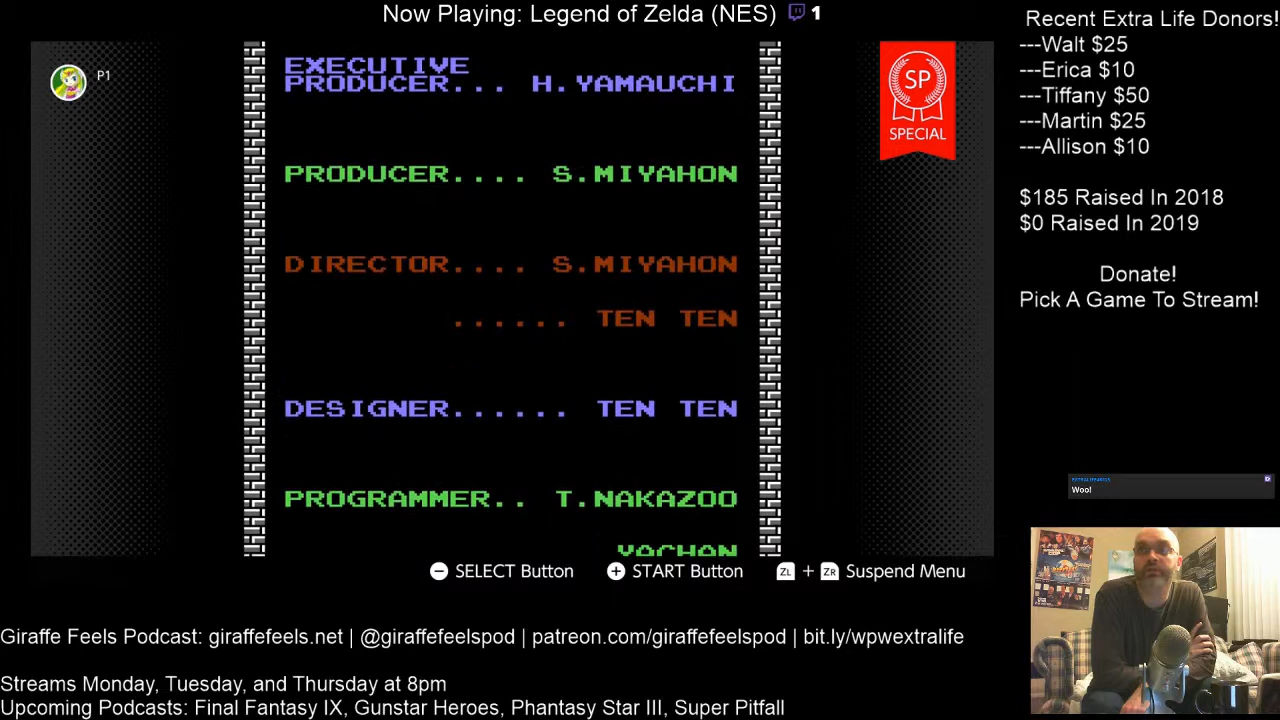 Now Playing: Legend of Zelda (NES) 1
P1
EXECUTIVE
PRODUCER... H.YAMAUCHI
PRODUCER.... S.MIYAHON
DIRECTOR.... S.MIYAHON
...... TEN TEN
DESIGNER...... TEN TEN
PROGRAMMER.. T.NAKAZOO
YACHAN
SP
SPECIAL
- SELECT Button + START Button ZL + ZR Suspend Menu
Recent Extra Life Donors!
---Walt $25
---Erica $10
---Tiffany $50
---Martin $25
---Allison $10
$185 Raised In 2018
$0 Raised In 2019
Donate!
Pick A Game To Stream!
Woo!
Giraffe Feels Podcast: giraffefeels.net | @giraffefeelspod | patreon.com/giraffefeelspod | bit.ly/wpwextralife
Streams Monday, Tuesday, and Thursday at 8pm
Upcoming Podcasts: Final Fantasy IX, Gunstar Heroes, Phantasy Star III, Super Pitfall